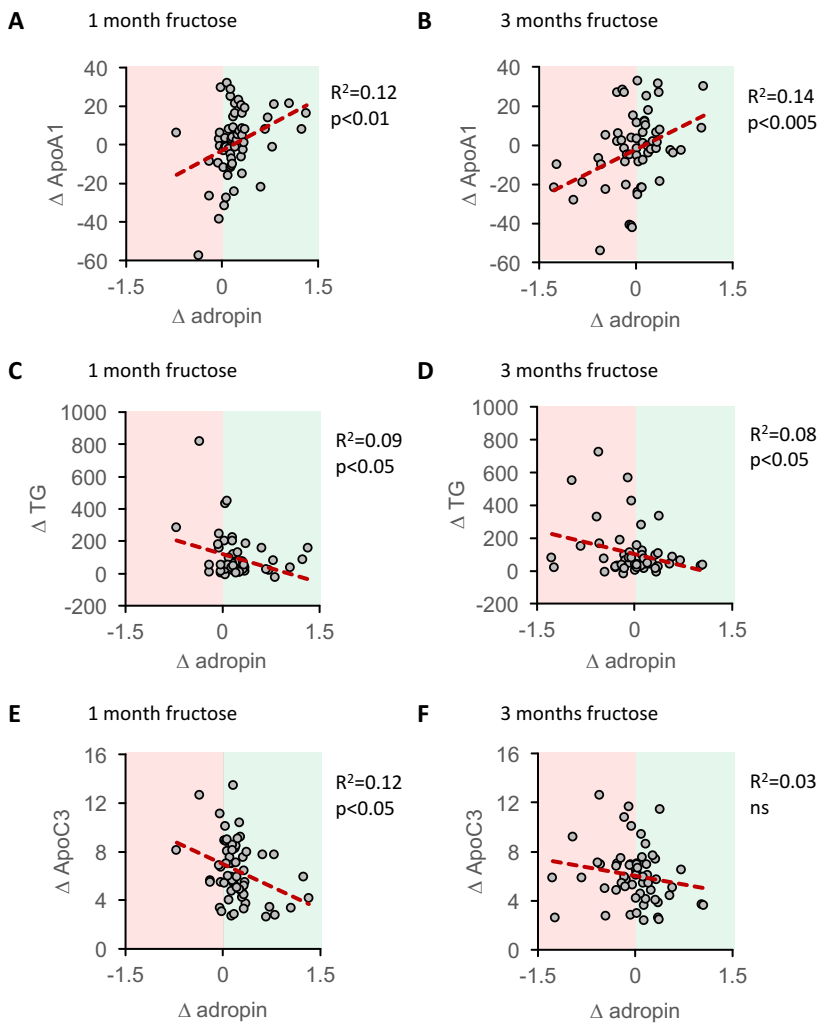 A 1 month fructose
40
20
0
-20
-40
-60
-1.5 0 1.5
Δ ApoA1
Δ adropin
R²=0.12
p<0.01
B 3 months fructose
40
20
0
-20
-40
-60
-1.5 0 1.5
Δ ApoA1
Δ adropin
R²=0.14
p<0.005
C 1 month fructose
1000
800
600
400
200
0
-200
-1.5 0 1.5
Δ TG
Δ adropin
R²=0.09
p<0.05
D 3 months fructose
1000
800
600
400
200
0
-200
-1.5 0 1.5
Δ TG
Δ adropin
R²=0.08
p<0.05
E 1 month fructose
16
12
8
4
0
-1.5 0 1.5
Δ ApoC3
Δ adropin
R²=0.12
p<0.05
F 3 months fructose
16
12
8
4
0
-1.5 0 1.5
Δ ApoC3
Δ adropin
R²=0.03
ns